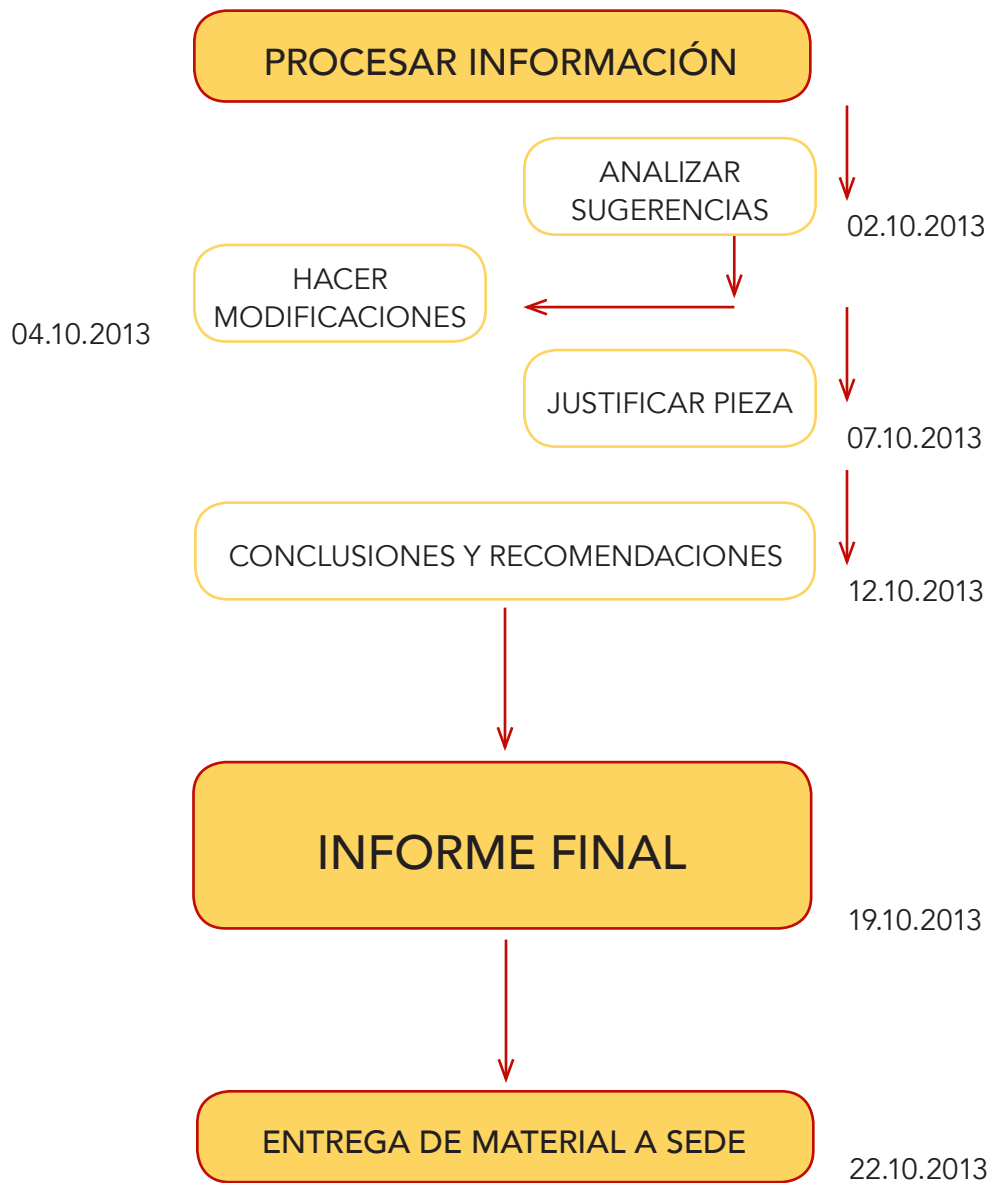 PROCESAR INFORMACIÓN
ANALIZAR
SUGERENCIAS
02.10.2013
HACER
MODIFICACIONES
04.10.2013
JUSTIFICAR PIEZA
07.10.2013
CONCLUSIONES Y RECOMENDACIONES
12.10.2013
INFORME FINAL
19.10.2013
ENTREGA DE MATERIAL A SEDE
22.10.2013